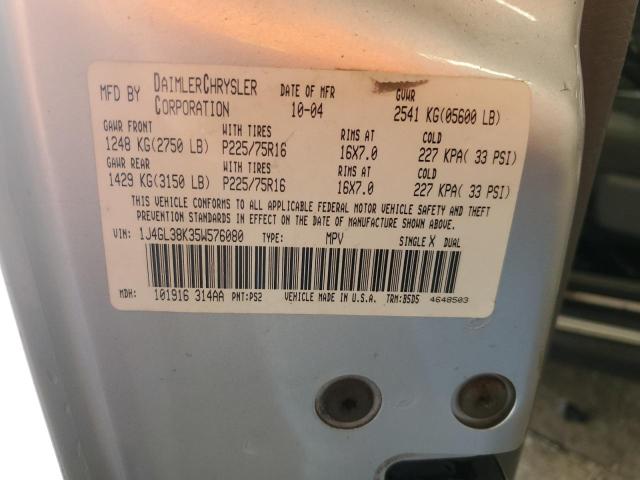 MFD BY DAIMLERCHRYSLER CORPORATION DATE OF MFR 10-04 GVWR 2541 KG(05600 LB)
GAWR FRONT WITH TIRES RIMS AT COLD
1248 KG(2750 LB) P225/75R16 16X7.0 227 KPA( 33 PSI)
GAWR REAR WITH TIRES RIMS AT COLD
1429 KG(3150 LB) P225/75R16 16X7.0 227 KPA( 33 PSI)
THIS VEHICLE CONFORMS TO ALL APPLICABLE FEDERAL MOTOR VEHICLE SAFETY AND THEFT
PREVENTION STANDARDS IN EFFECT ON THE DATE OF MANUFACTURE SHOWN ABOVE.
VIN: 1J4GL38K35W576080 TYPE: MPV SINGLE X DUAL
MDH: 101916 314AA PNT:PS2 VEHICLE MADE IN U.S.A. TRM:BSD5 4648503